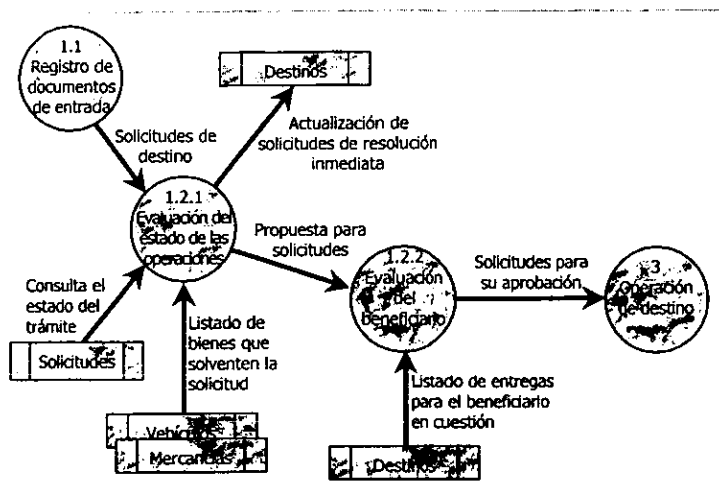 1.1
Registro de
documentos
de entrada
Destinos
Solicitudes de
destino
Actualización de
solicitudes de resolución
inmediata
1.2.1
Evaluación del
estado de las
operaciones
Propuesta para
solicitudes
1.2.2
Evaluación
del
beneficiario
Solicitudes para
su aprobación
3
Operación
de destino
Consulta el
estado del
trámite
Solicitudes
Listado de
bienes que
solventen la
solicitud
Vehículos
Mercancías
Listado de entregas
para el beneficiario
en cuestión
Destinos